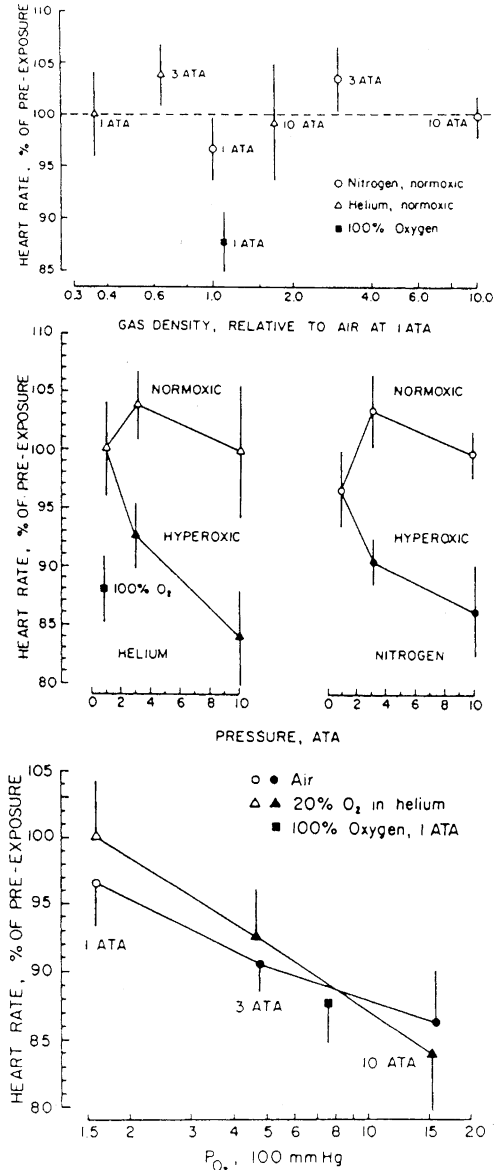 HEART RATE, % OF PRE-EXPOSURE
110
105
100
95
90
85
1 ATA
3 ATA
1 ATA
1 ATA
10 ATA
3 ATA
10 ATA
○ Nitrogen, normoxic
△ Helium, normoxic
■ 100% Oxygen
0.3 0.4 0.6 1.0 2.0 4.0 6.0 10.0
GAS DENSITY, RELATIVE TO AIR AT 1 ATA
HEART RATE, % OF PRE-EXPOSURE
110
105
100
95
90
85
80
NORMOXIC
HYPEROXIC
100% O₂
HELIUM
NORMOXIC
HYPEROXIC
NITROGEN
0 2 4 6 8 10
0 2 4 6 8 10
PRESSURE, ATA
HEART RATE, % OF PRE-EXPOSURE
105
100
95
90
85
80
○ ● Air
△ ▲ 20% O₂ in helium
■ 100% Oxygen, 1 ATA
1 ATA
3 ATA
10 ATA
1.5 2 3 4 5 6 8 10 15 20
P O₂, 100 mm Hg